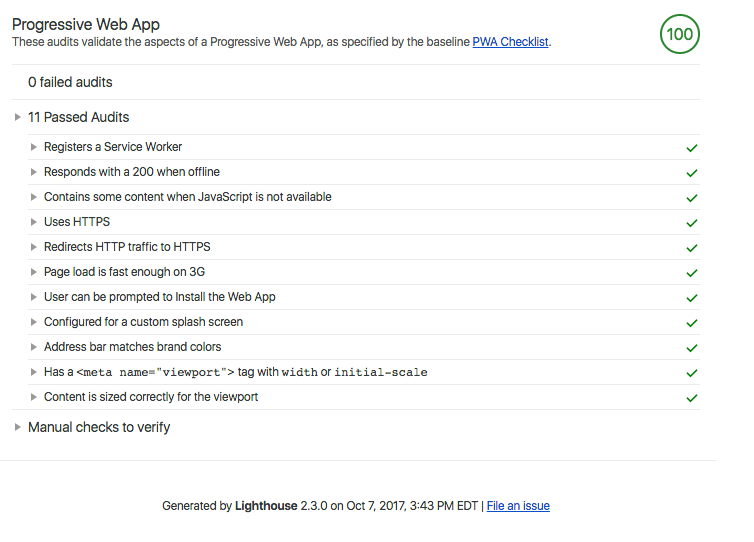 Progressive Web App
These audits validate the aspects of a Progressive Web App, as specified by the baseline PWA Checklist.
100
0 failed audits
11 Passed Audits
Registers a Service Worker
Responds with a 200 when offline
Contains some content when JavaScript is not available
Uses HTTPS
Redirects HTTP traffic to HTTPS
Page load is fast enough on 3G
User can be prompted to Install the Web App
Configured for a custom splash screen
Address bar matches brand colors
Has a <meta name="viewport"> tag with width or initial-scale
Content is sized correctly for the viewport
Manual checks to verify
Generated by Lighthouse 2.3.0 on Oct 7, 2017, 3:43 PM EDT | File an issue